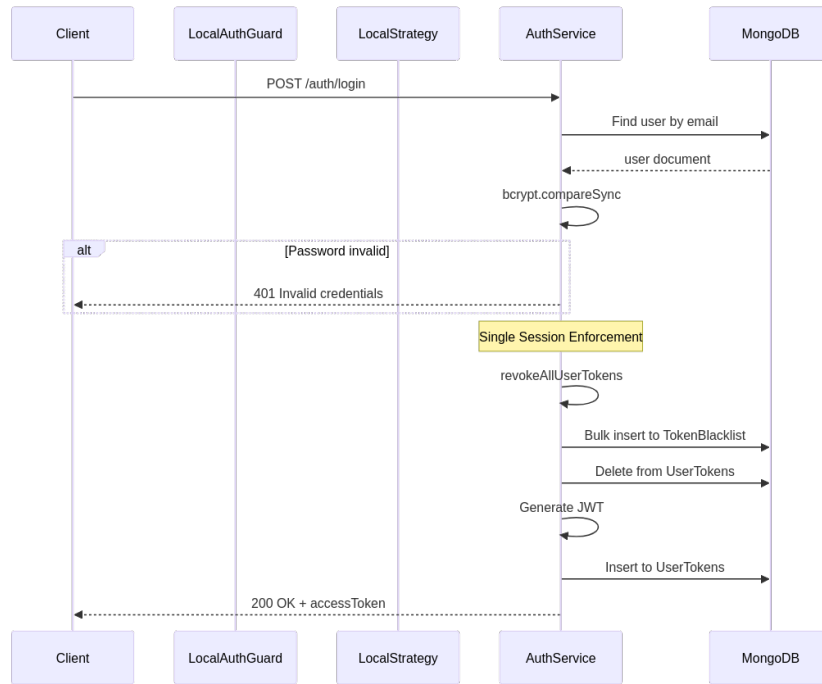 Client
LocalAuthGuard
LocalStrategy
AuthService
MongoDB
POST /auth/login
Find user by email
user document
bcrypt.compareSync
alt
[Password invalid]
401 Invalid credentials
Single Session Enforcement
revokeAllUserTokens
Bulk insert to TokenBlacklist
Delete from UserTokens
Generate JWT
Insert to UserTokens
200 OK + accessToken
Client
LocalAuthGuard
LocalStrategy
AuthService
MongoDB